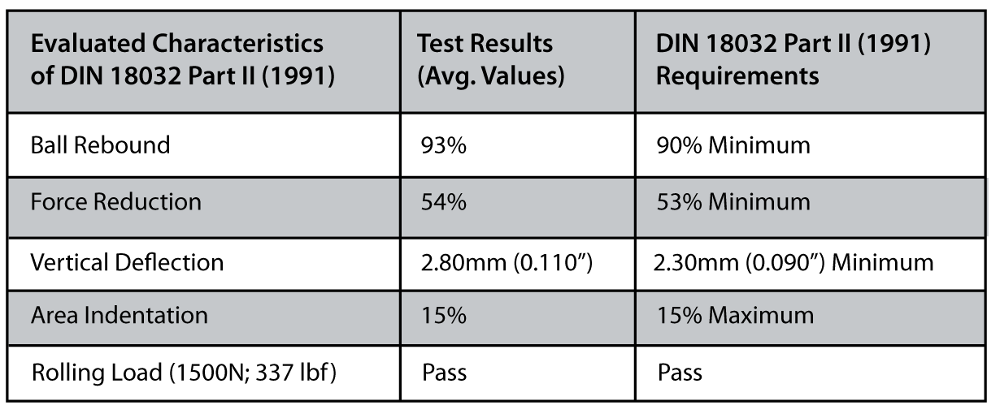 Evaluated Characteristics
of DIN 18032 Part II (1991)
Test Results
(Avg. Values)
DIN 18032 Part II (1991)
Requirements
Ball Rebound
93%
90% Minimum
Force Reduction
54%
53% Minimum
Vertical Deflection
2.80mm (0.110”)
2.30mm (0.090”) Minimum
Area Indentation
15%
15% Maximum
Rolling Load (1500N; 337 lbf)
Pass
Pass